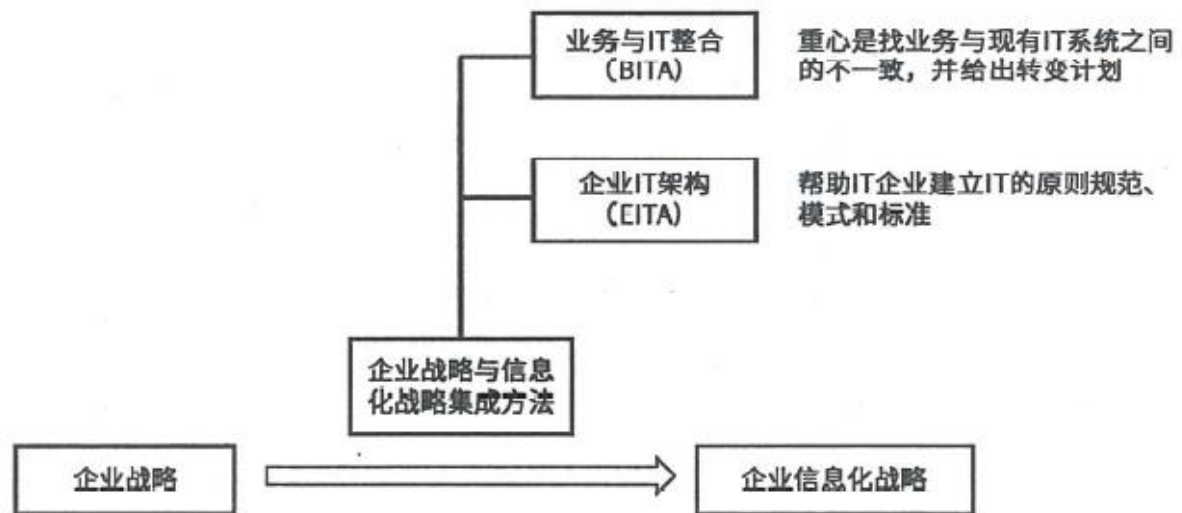 业务与IT整合
（BITA）
重心是找业务与现有IT系统之间
的不一致，并给出转变计划
企业IT架构
（EITA）
帮助IT企业建立IT的原则规范、
模式和标准
企业战略与信息
化战略集成方法
企业战略
企业信息化战略